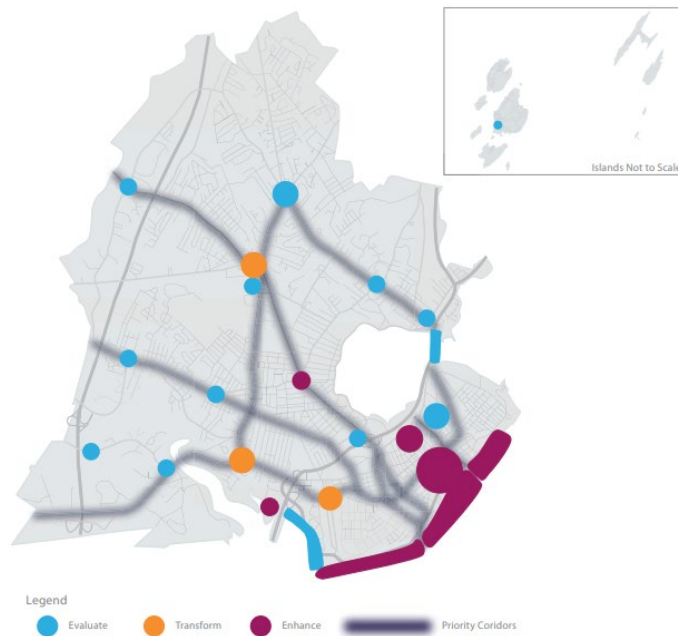 Islands Not to Scale
Legend
Evaluate
Transform
Enhance
Priority Coridors